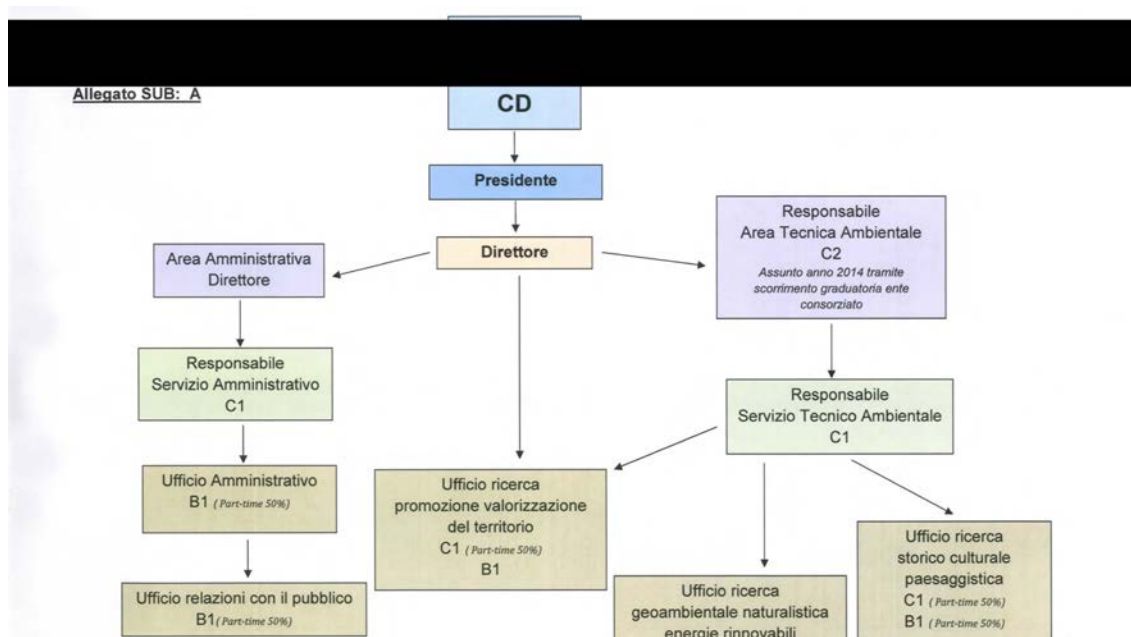 Allegato SUB: A
CD
Presidente
Direttore
Area Amministrativa
Direttore
Responsabile
Area Tecnica Ambientale
C2
Assunto anno 2014 tramite
scorrimento graduatoria ente
consorziato
Responsabile
Servizio Amministrativo
C1
Responsabile
Servizio Tecnico Ambientale
C1
Ufficio Amministrativo
B1 (Part-time 50%)
Ufficio ricerca
promozione valorizzazione
del territorio
C1 (Part-time 50%)
B1
Ufficio relazioni con il pubblico
B1(Part-time 50%)
Ufficio ricerca
geoambientale naturalistica
energie rinnovabili
Ufficio ricerca
storico culturale
paesaggistica
C1 (Part-time 50%)
B1 (Part-time 50%)